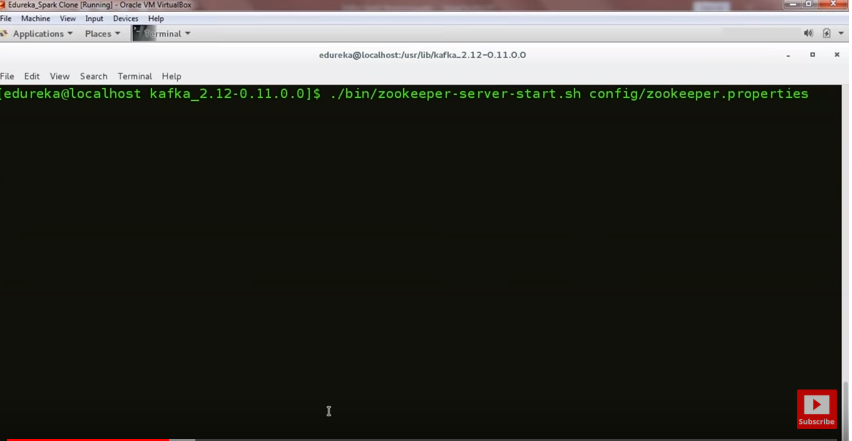 Edureka_Spark Clone [Running] - Oracle VM VirtualBox
File Machine View Input Devices Help
Applications Places Terminal
edureka@localhost:/usr/lib/kafka_2.12-0.11.0.0
File Edit View Search Terminal Help
[edureka@localhost kafka_2.12-0.11.0.0]$ ./bin/zookeeper-server-start.sh config/zookeeper.properties
Subscribe